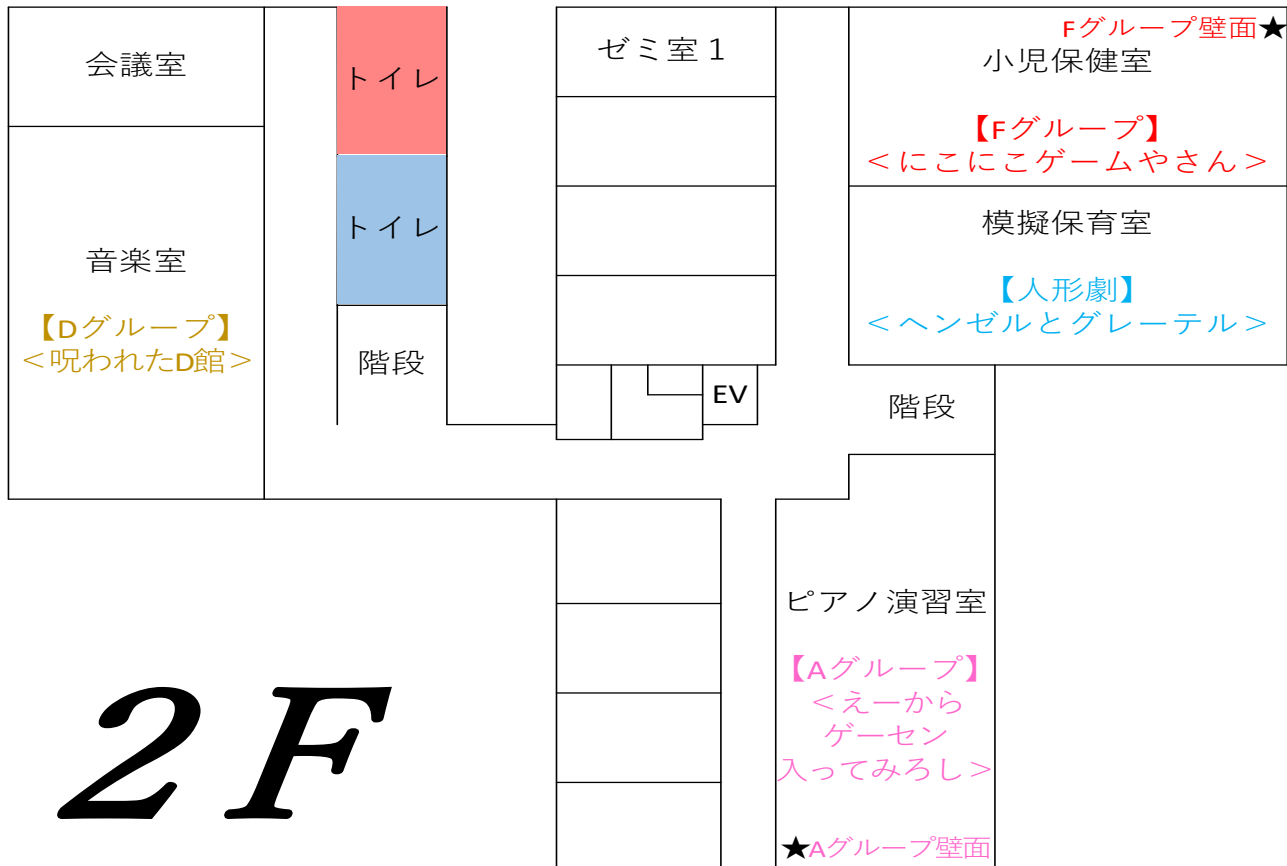 会議室
トイレ
ゼミ室１
Fグループ壁面★
小児保健室
【Fグループ】
＜にこにこゲームやさん＞
トイレ
音楽室
【Dグループ】
＜呪われたD館＞
模擬保育室
【人形劇】
＜ヘンゼルとグレーテル＞
階段
EV
階段
ピアノ演習室
【Aグループ】
＜えーから
ゲーセン
入ってみろし＞
★Aグループ壁面
２F